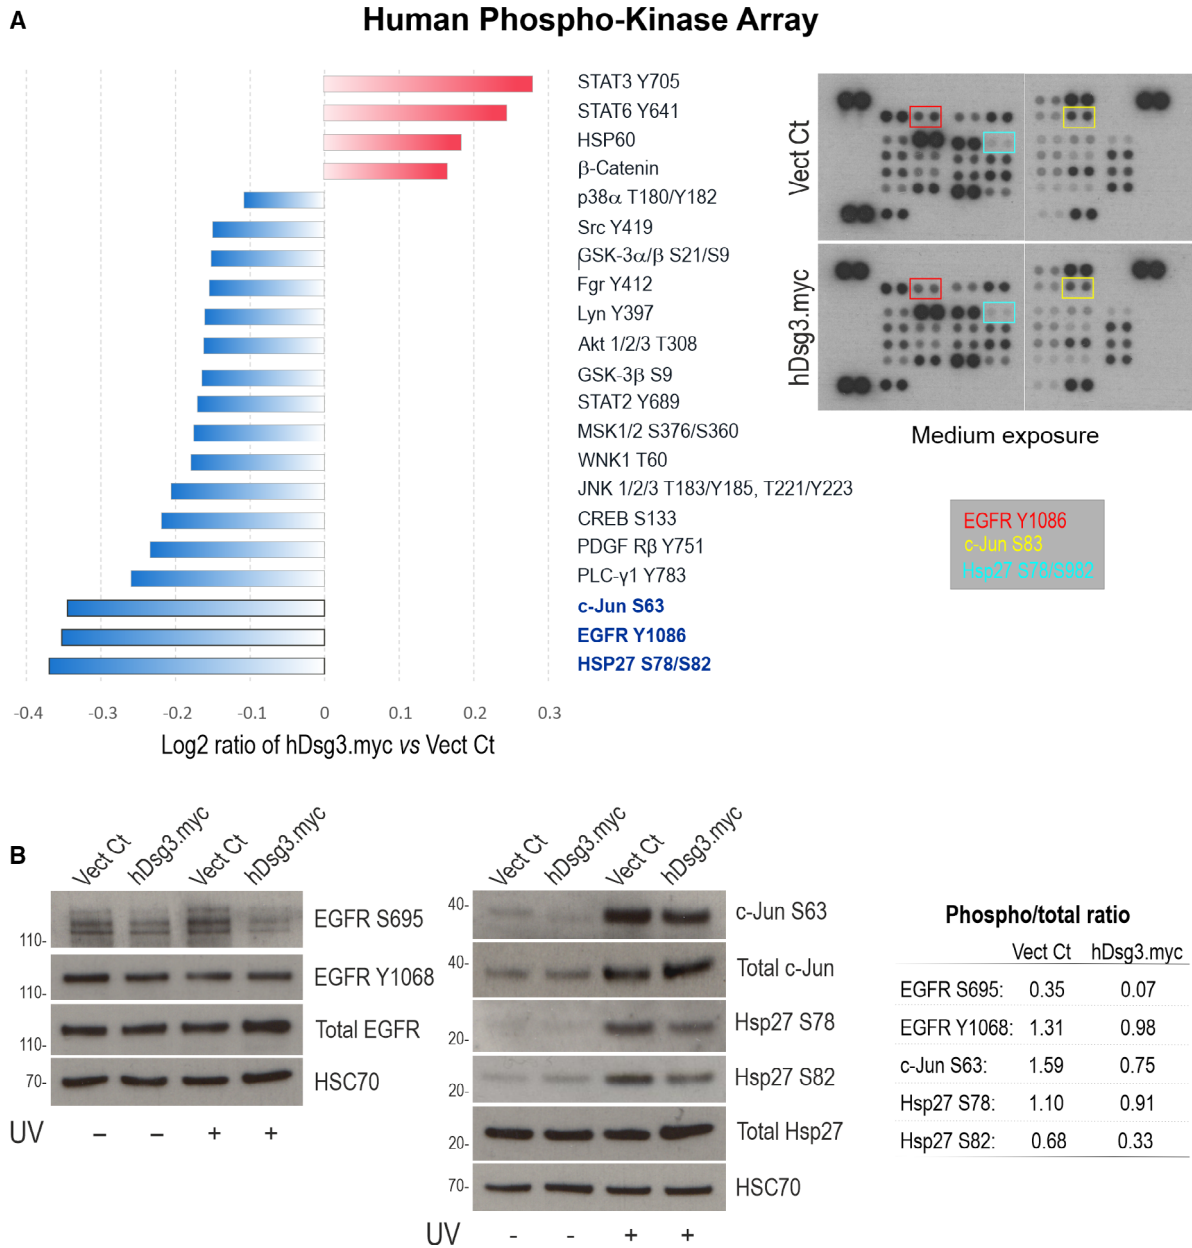 A
Human Phospho-Kinase Array
STAT3 Y705
STAT6 Y641
HSP60
β-Catenin
p38α T180/Y182
Src Y419
GSK-3α/β S21/S9
Fgr Y412
Lyn Y397
Akt 1/2/3 T308
GSK-3β S9
STAT2 Y689
MSK1/2 S376/S360
WNK1 T60
JNK 1/2/3 T183/Y185, T221/Y223
CREB S133
PDGF Rβ Y751
PLC-γ1 Y783
c-Jun S63
EGFR Y1086
HSP27 S78/S82
-0.4 -0.3 -0.2 -0.1 0 0.1 0.2 0.3
Log2 ratio of hDsg3.myc vs Vect Ct
Vect Ct
hDsg3.myc
Medium exposure
EGFR Y1086
c-Jun S83
Hsp27 S78/S982
B
Vect Ct hDsg3.myc Vect Ct hDsg3.myc
110- EGFR S695
110- EGFR Y1068
110- Total EGFR
70- HSC70
UV – – + +
Vect Ct hDsg3.myc Vect Ct hDsg3.myc
40- c-Jun S63
40- Total c-Jun
20- Hsp27 S78
20- Hsp27 S82
20- Total Hsp27
70- HSC70
UV - - + +
Phospho/total ratio
Vect Ct hDsg3.myc
EGFR S695: 0.35 0.07
EGFR Y1068: 1.31 0.98
c-Jun S63: 1.59 0.75
Hsp27 S78: 1.10 0.91
Hsp27 S82: 0.68 0.33